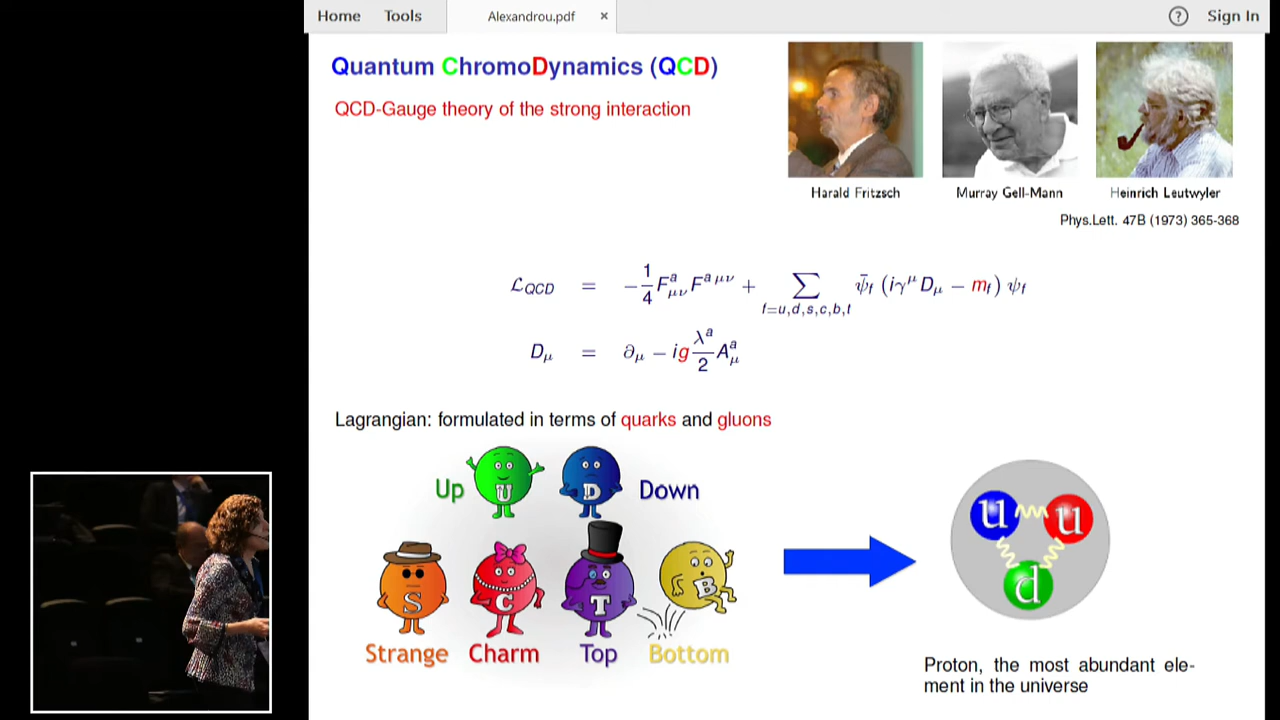 Home Tools Alexandrou.pdf × ? Sign In
Quantum ChromoDynamics (QCD)
QCD-Gauge theory of the strong interaction
Harald Fritzsch Murray Gell-Mann Heinrich Leutwyler
Phys.Lett. 47B (1973) 365-368
ℒ_QCD = −1/4 F^a_μν F^{a μν} + ∑_{f=u,d,s,c,b,t} ψ̄_f (iγ^μ D_μ − m_f) ψ_f
D_μ = ∂_μ − ig λ^a/2 A^a_μ
Lagrangian: formulated in terms of quarks and gluons
Up U D Down
S C T B
Strange Charm Top Bottom
u u
d
Proton, the most abundant ele-
ment in the universe